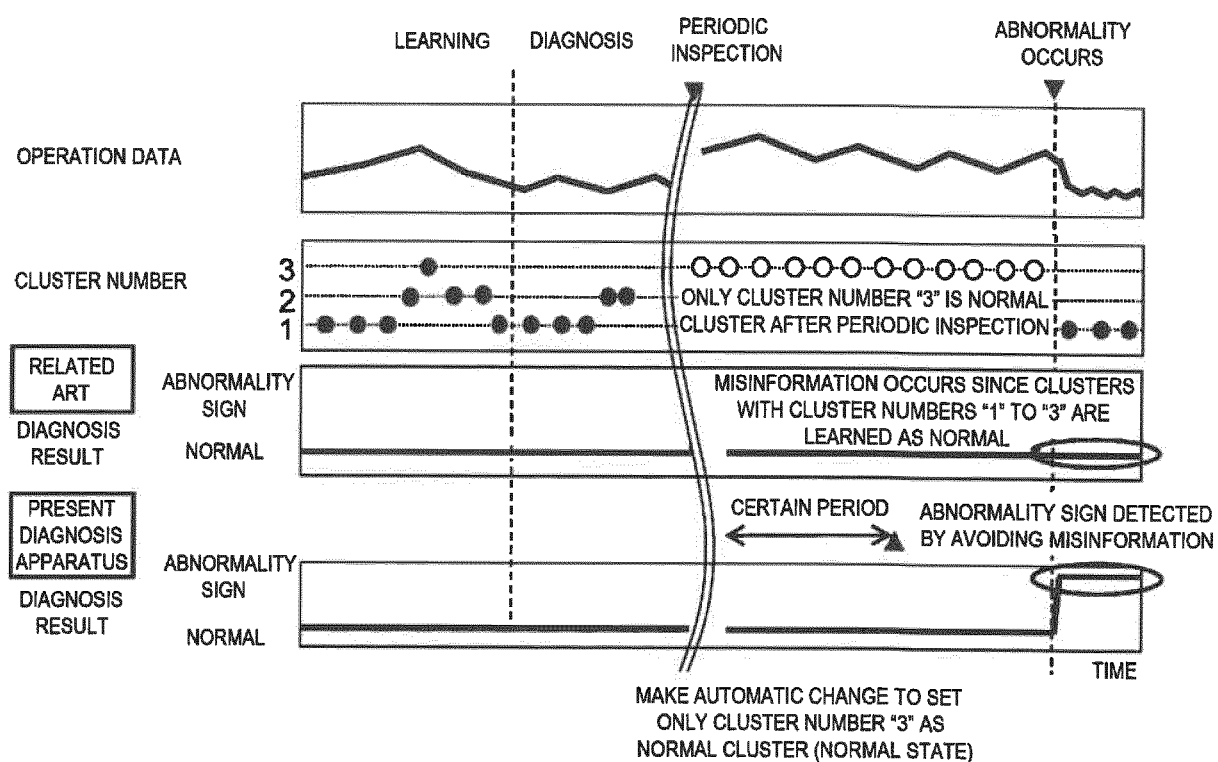 LEARNING
DIAGNOSIS
PERIODIC
INSPECTION
ABNORMALITY
OCCURS
OPERATION DATA
CLUSTER NUMBER
3
2
1
ONLY CLUSTER NUMBER "3" IS NORMAL
CLUSTER AFTER PERIODIC INSPECTION
RELATED
ART
DIAGNOSIS
RESULT
ABNORMALITY
SIGN
NORMAL
MISINFORMATION OCCURS SINCE CLUSTERS
WITH CLUSTER NUMBERS "1" TO "3" ARE
LEARNED AS NORMAL
PRESENT
DIAGNOSIS
APPARATUS
DIAGNOSIS
RESULT
ABNORMALITY
SIGN
NORMAL
CERTAIN PERIOD
ABNORMALITY SIGN DETECTED
BY AVOIDING MISINFORMATION
TIME
MAKE AUTOMATIC CHANGE TO SET
ONLY CLUSTER NUMBER "3" AS
NORMAL CLUSTER (NORMAL STATE)